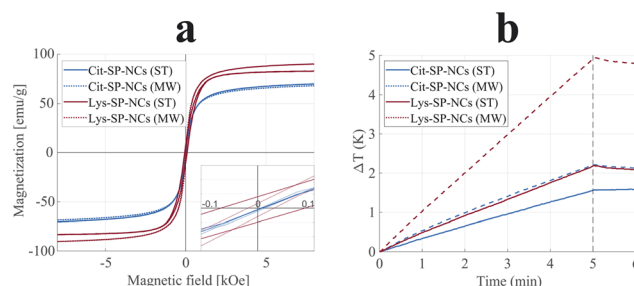 a
b
Magnetization [emu/g]
100
50
0
-50
-100
Cit-SP-NCs (ST)
Cit-SP-NCs (MW)
Lys-SP-NCs (ST)
Lys-SP-NCs (MW)
-0.1
0
0.1
-5
0
5
Magnetic field [kOe]
ΔT (K)
5
4
3
2
1
0
Cit-SP-NCs (ST)
Cit-SP-NCs (MW)
Lys-SP-NCs (ST)
Lys-SP-NCs (MW)
0
1
2
3
4
5
6
Time (min)